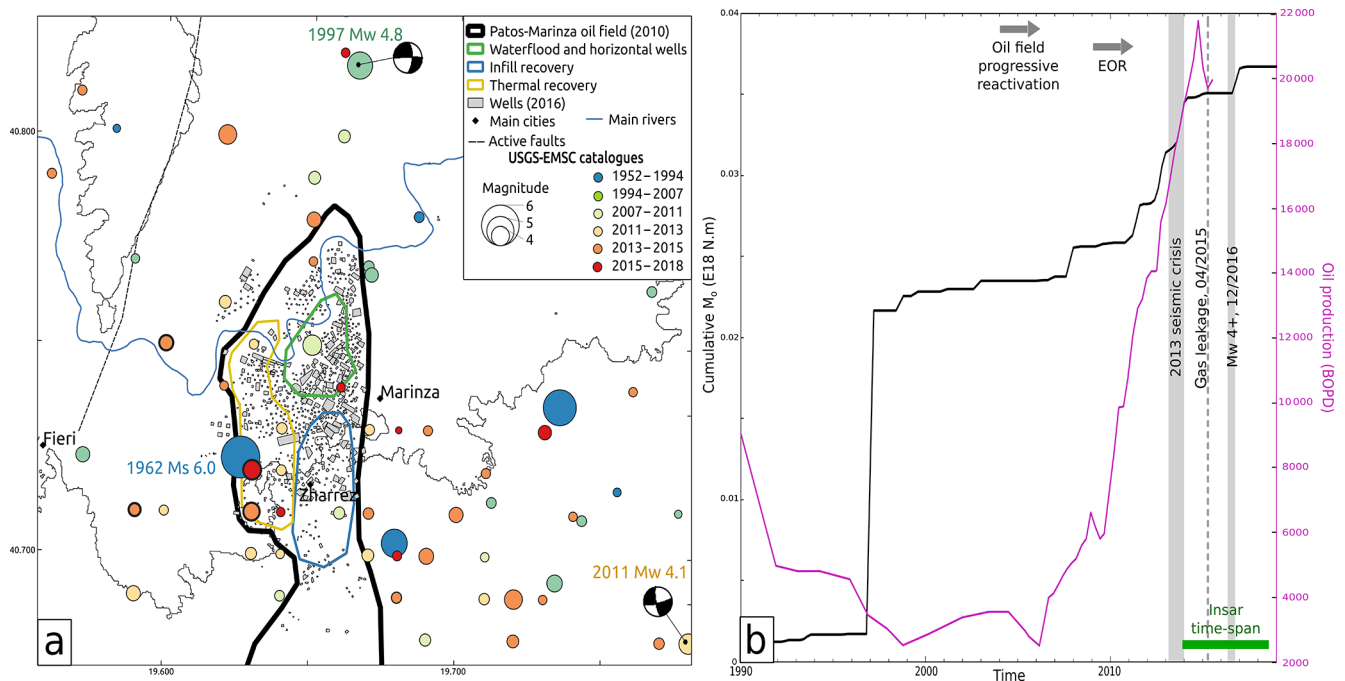 1997 Mw 4.8
Patos-Marinza oil field (2010)
Waterflood and horizontal wells
Infill recovery
Thermal recovery
Wells (2016)
Main cities
Main rivers
Active faults
USGS-EMSC catalogues
Magnitude
6
5
4
1952–1994
1994–2007
2007–2011
2011–2013
2013–2015
2015–2018
40.800
Marinza
Fieri
1962 Ms 6.0
Zharrez
40.700
2011 Mw 4.1
a
19.600
19.700
0.04
0.03
0.02
0.01
0
Cumulative Mo (E18 N.m)
Oil field
progressive
reactivation
EOR
2013 seismic crisis
Gas leakage, 04/2015
Mw 4+, 12/2016
Insar
time-span
b
1990
2000
2010
Time
22000
20000
18000
16000
14000
12000
10000
8000
6000
4000
2000
Oil production (BOPD)